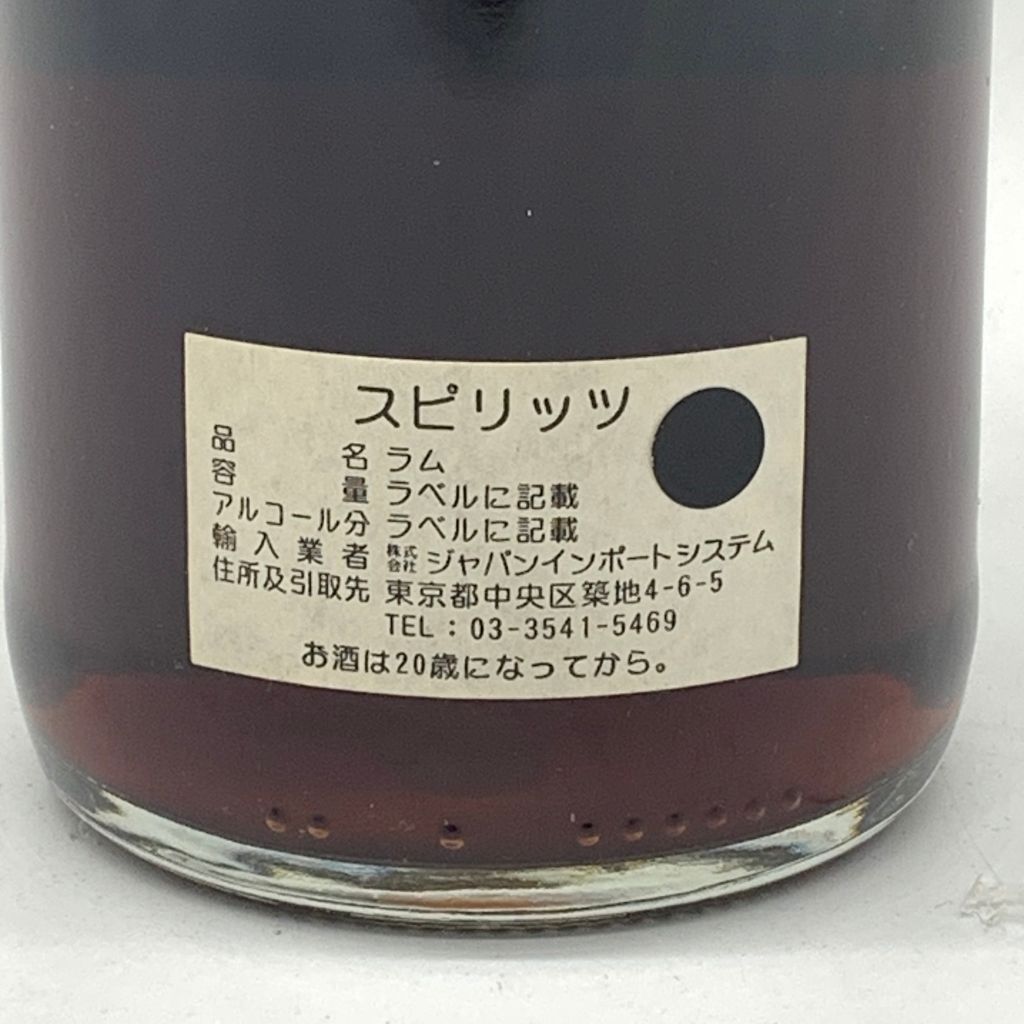 スピリッツ
品名 ラム
容量 ラベルに記載
アルコール分 ラベルに記載
輸入業者 株式会社 ジャパンインポートシステム
住所及引取先 東京都中央区築地4-6-5
TEL：03-3541-5469
お酒は20歳になってから。